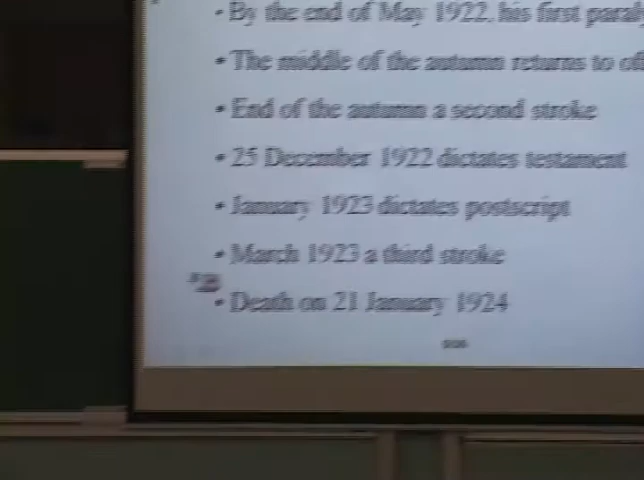 • By the end of May 1922, his first
• The middle of the autumn returns to
• End of the autumn a second stroke
• 25 December 1922 dictates testament
• January 1923 dictates postscript
• March 1923 a third stroke
• Death on 21 January 1924